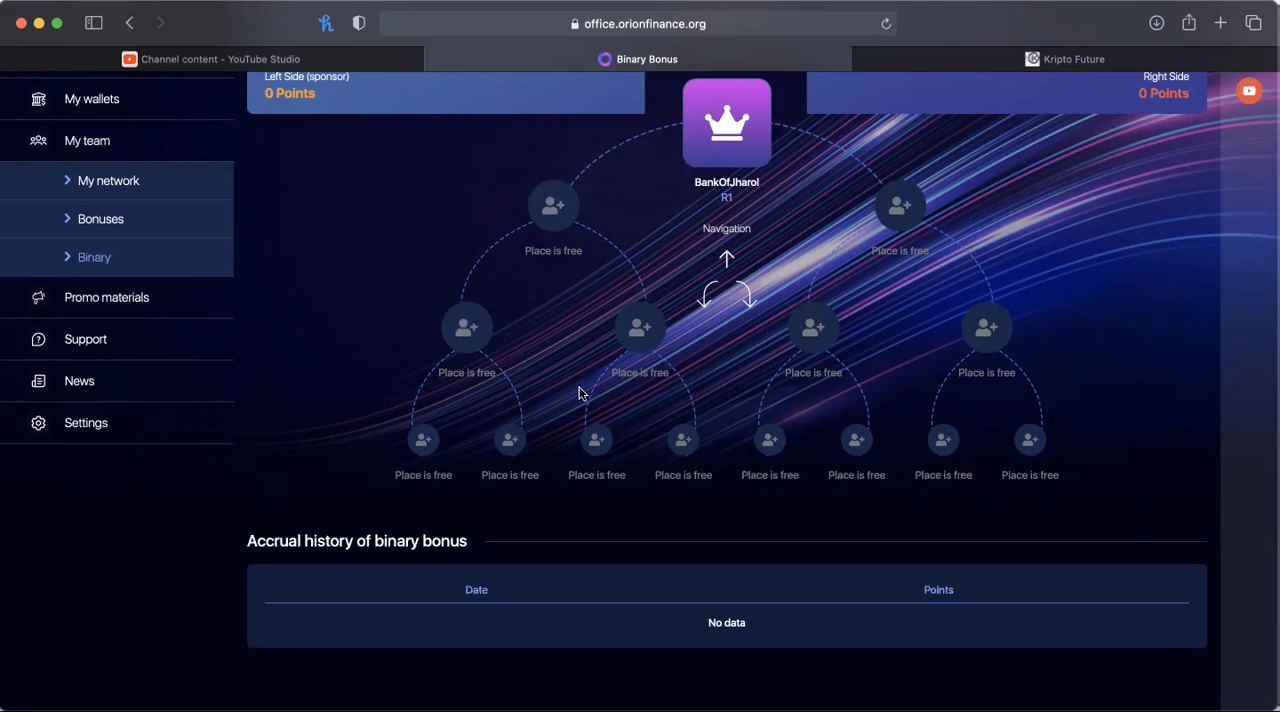 office.orionfinance.org
Channel content - YouTube Studio
Binary Bonus
Kripto Future
My wallets
My team
My network
Bonuses
Binary
Promo materials
Support
News
Settings
Left Side (sponsor)
0 Points
Right Side
0 Points
BankOfJharol
R1
Navigation
Place is free
Place is free
Place is free
Place is free
Place is free
Place is free
Place is free
Place is free
Place is free
Place is free
Place is free
Place is free
Place is free
Place is free
Accrual history of binary bonus
Date Points
No data